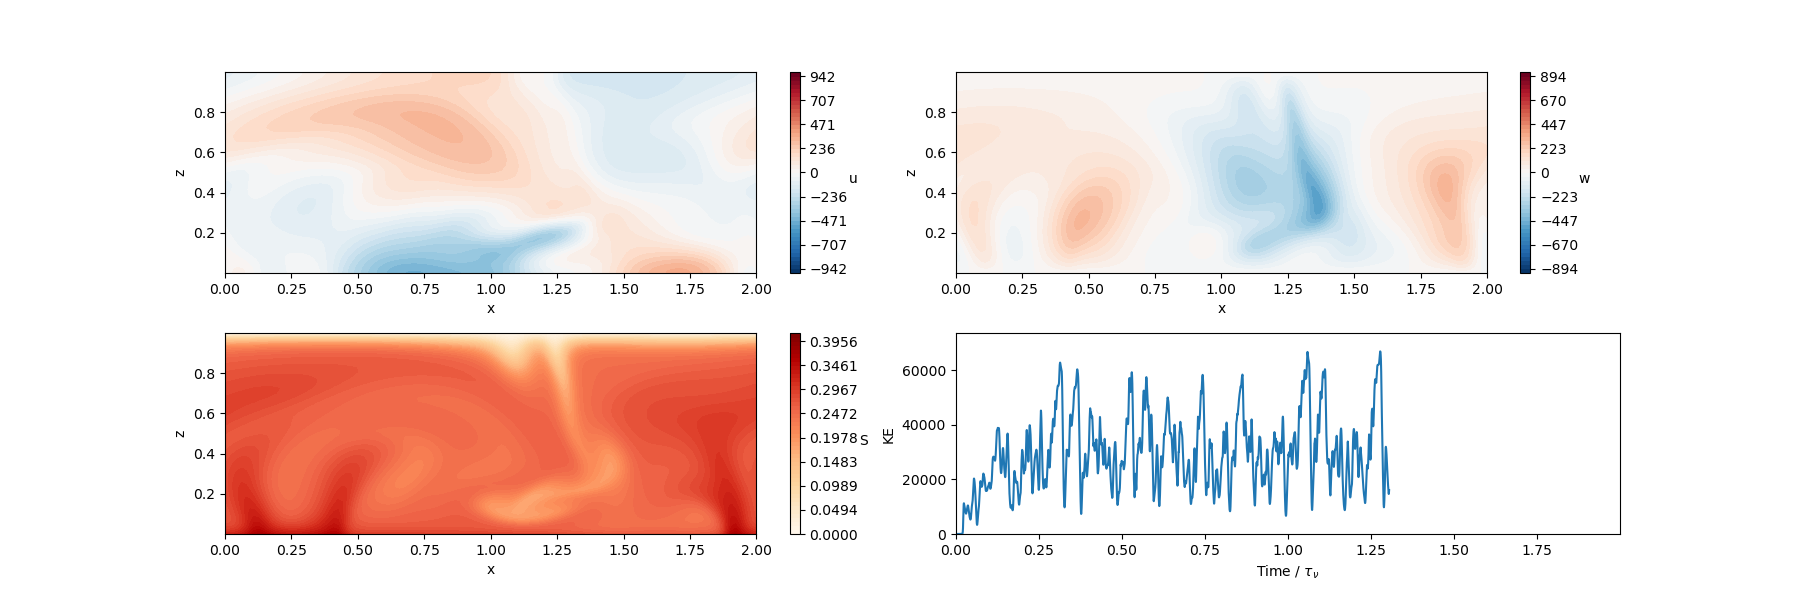 0.8
0.6
0.4
0.2
z
0.00 0.25 0.50 0.75 1.00 1.25 1.50 1.75 2.00
x
942
707
471
236
0
−236
−471
−707
−942
u
0.8
0.6
0.4
0.2
z
0.00 0.25 0.50 0.75 1.00 1.25 1.50 1.75 2.00
x
894
670
447
223
0
−223
−447
−670
−894
w
0.8
0.6
0.4
0.2
z
0.00 0.25 0.50 0.75 1.00 1.25 1.50 1.75 2.00
x
0.3956
0.3461
0.2967
0.2472
0.1978
0.1483
0.0989
0.0494
0.0000
S
60000
40000
20000
0
KE
0.00 0.25 0.50 0.75 1.00 1.25 1.50 1.75
Time / τν